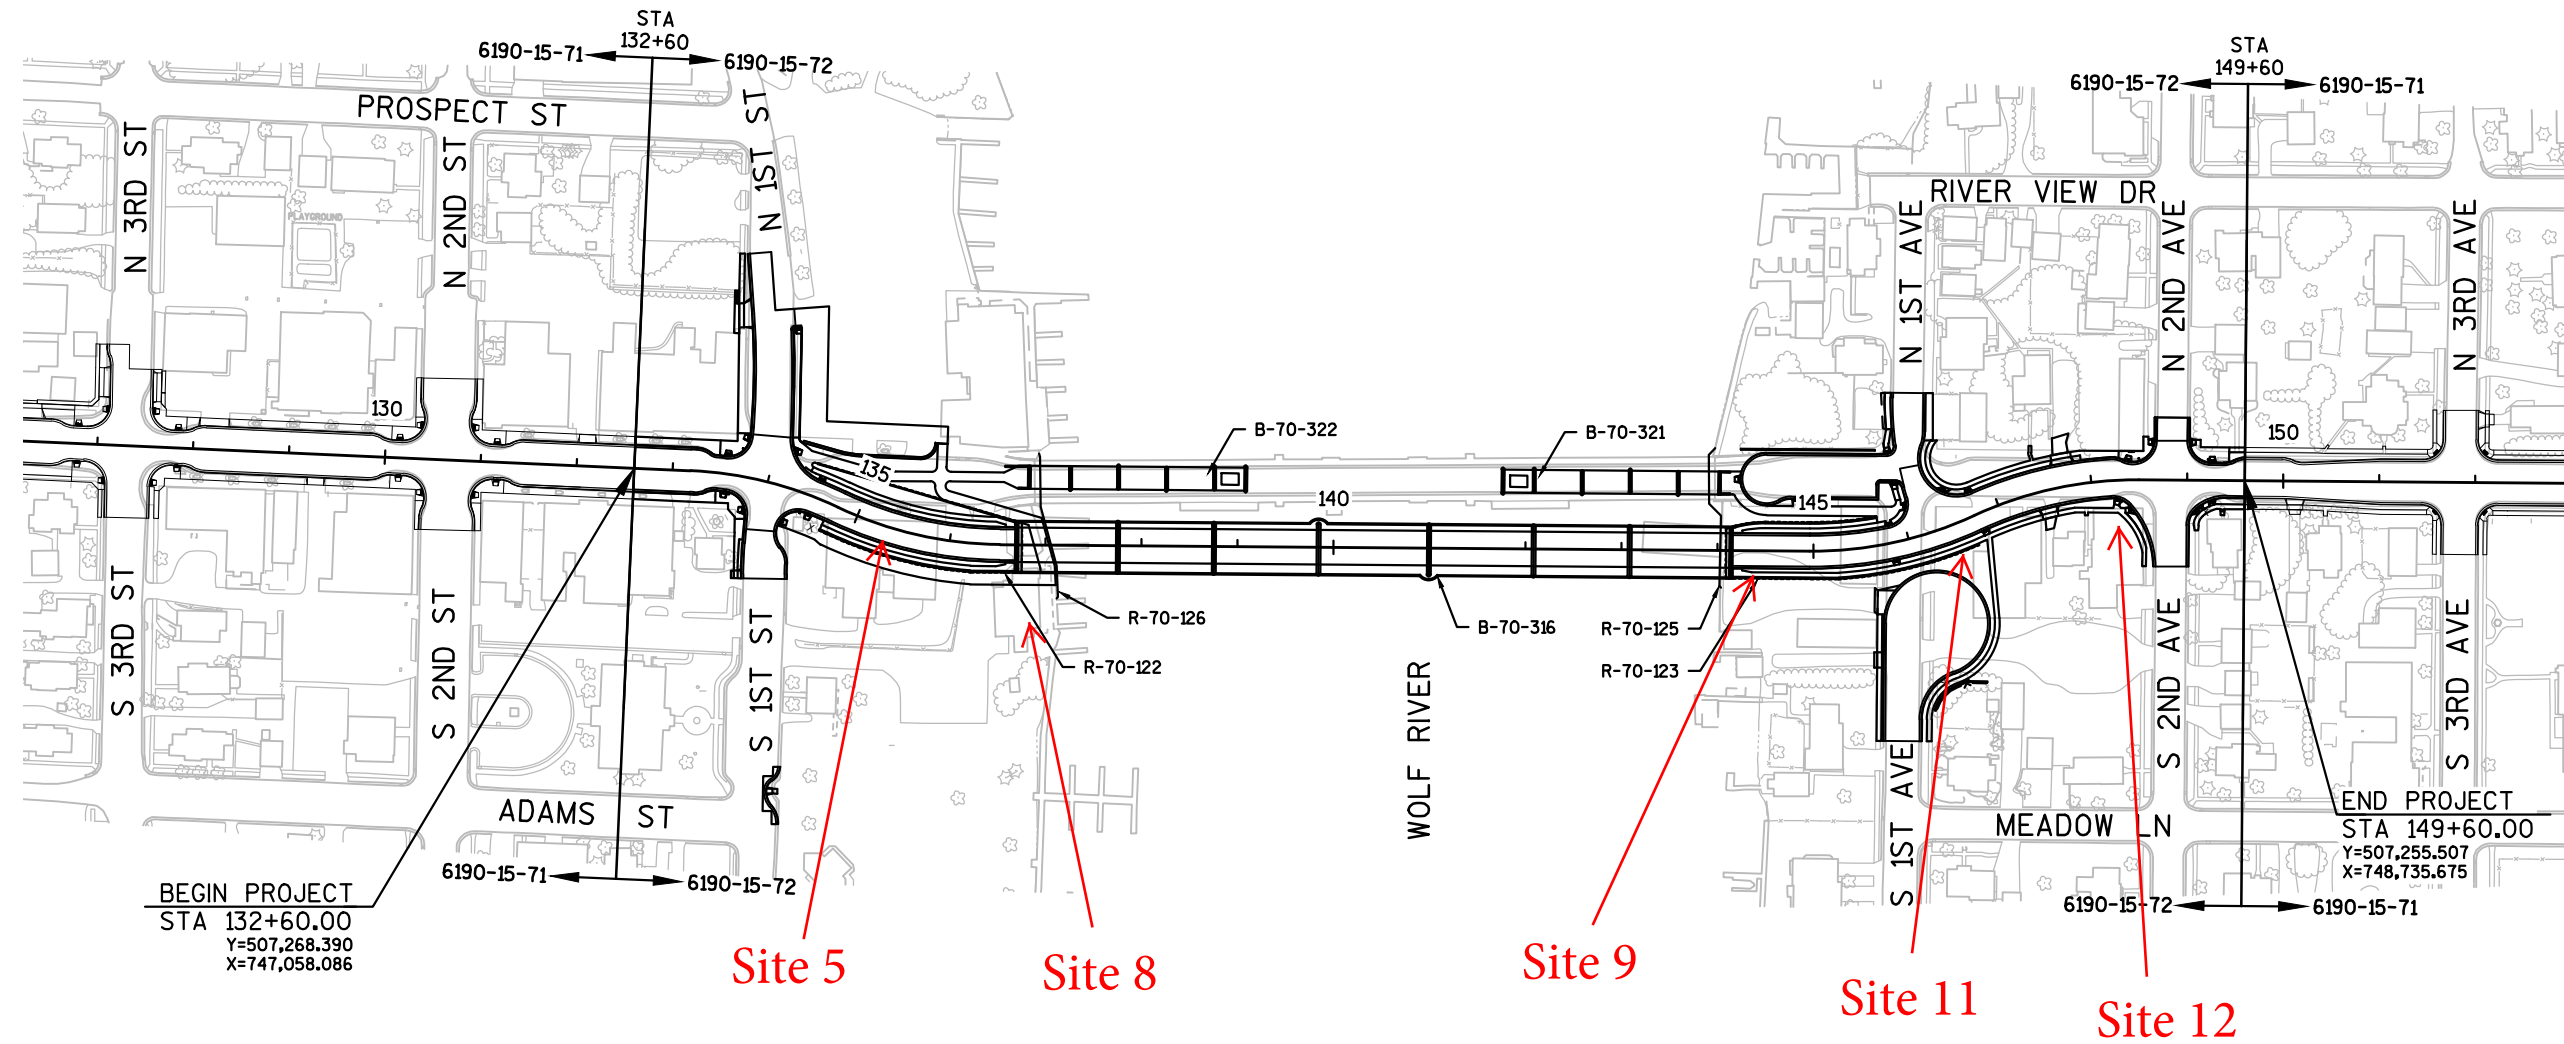 STA
132+60
6190-15-71
6190-15-72
STA
149+60
6190-15-72
6190-15-71
PROSPECT ST
N 3RD ST
N 2ND ST
N 1ST ST
N 1ST ST
PLAYGROUND
RIVER VIEW DR
N 1ST AVE
N 2ND AVE
N 3RD AVE
130
135
140
145
150
B-70-322
B-70-321
R-70-126
R-70-122
B-70-316
R-70-125
R-70-123
WOLF RIVER
S 3RD ST
S 2ND ST
S 1ST ST
S 1ST AVE
S 2ND AVE
S 3RD AVE
ADAMS ST
MEADOW LN
6190-15-71
6190-15-72
6190-15-72
6190-15-71
BEGIN PROJECT
STA 132+60.00
Y=507,268.390
X=747,058.086
END PROJECT
STA 149+60.00
Y=507,255.507
X=748,735.675
Site 5
Site 8
Site 9
Site 11
Site 12